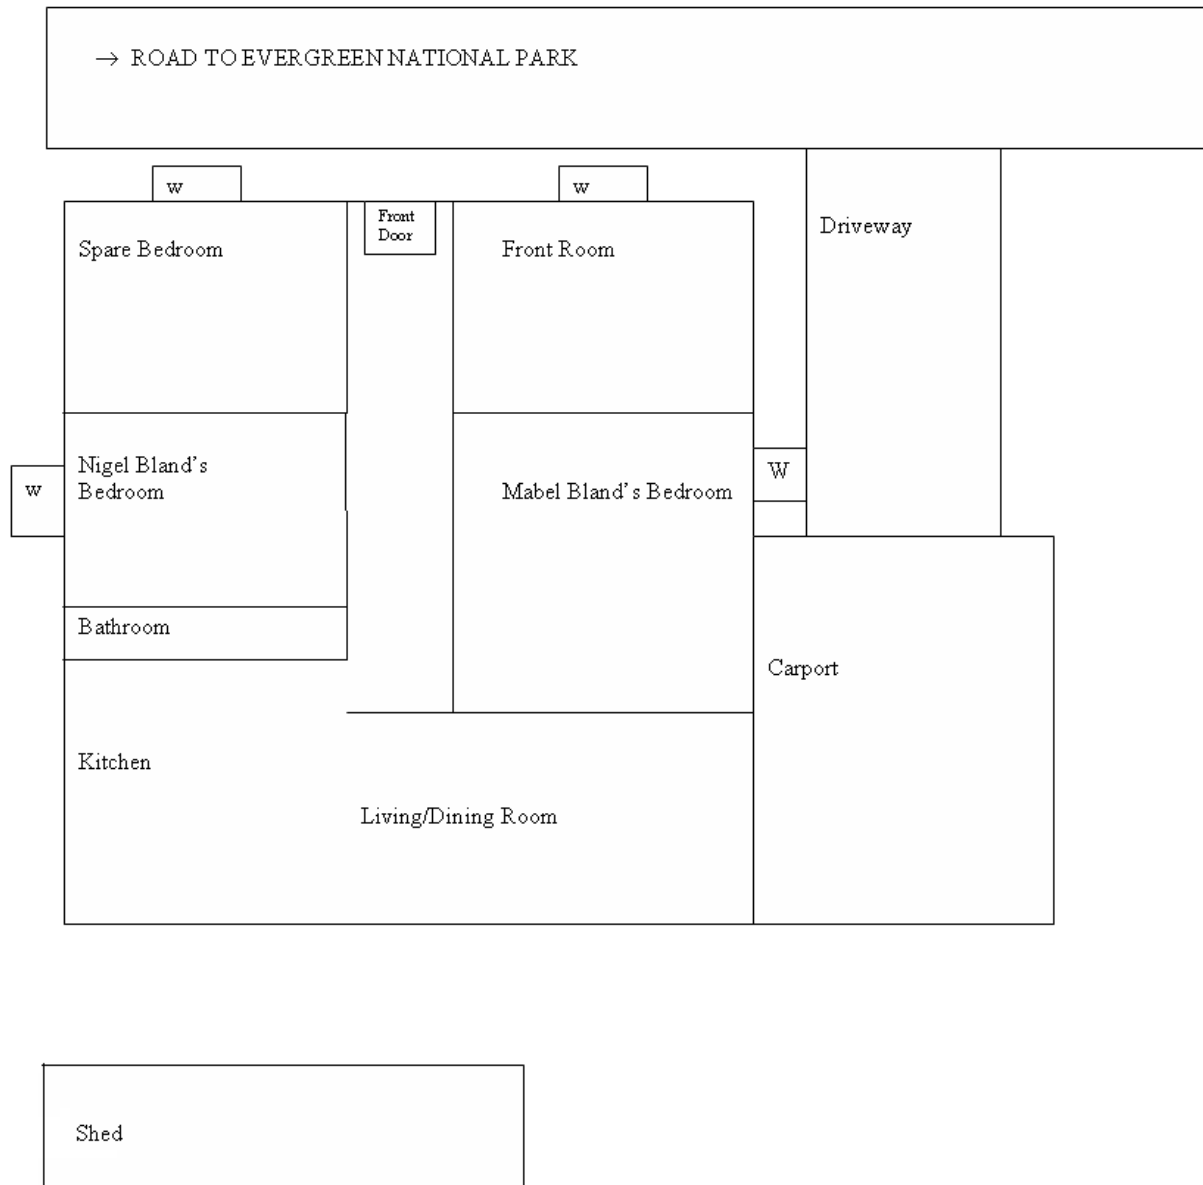 → ROAD TO EVERGREEN NATIONAL PARK
w
w
Front
Door
Driveway
Spare Bedroom
Front Room
Nigel Bland's
Bedroom
w
W
Mabel Bland's Bedroom
Bathroom
Carport
Kitchen
Living/Dining Room
Shed